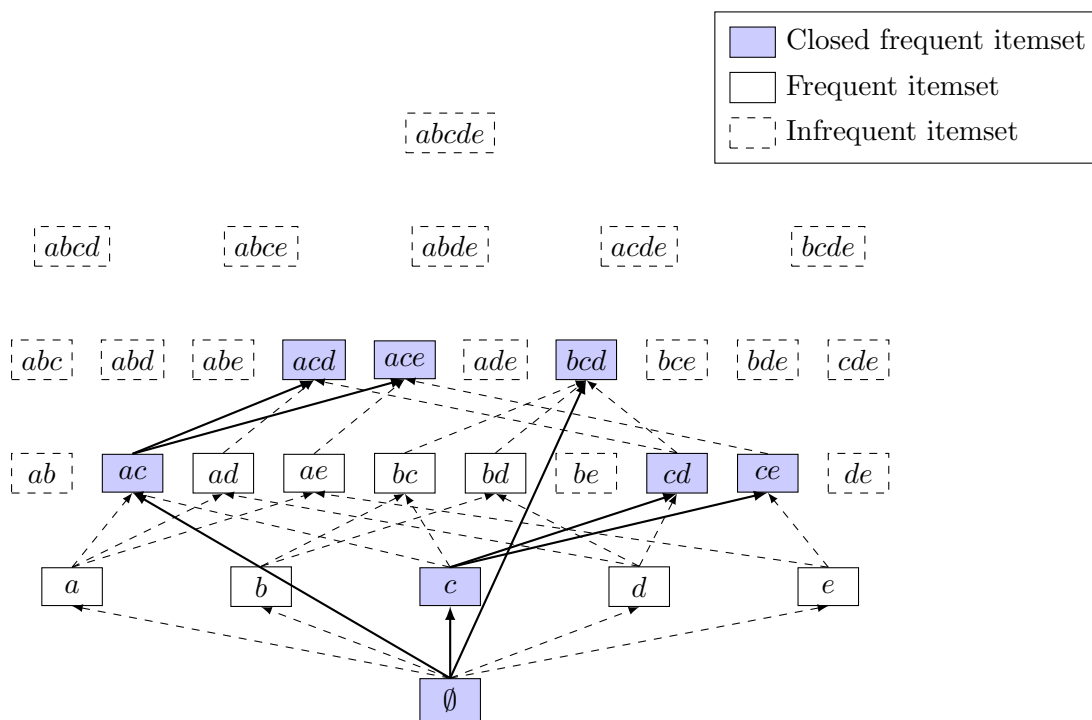 Closed frequent itemset
Frequent itemset
Infrequent itemset
abcde
abcd abce abde acde bcde
abc abd abe acd ace ade bcd bce bde cde
ab ac ad ae bc bd be cd ce de
a b c d e
∅